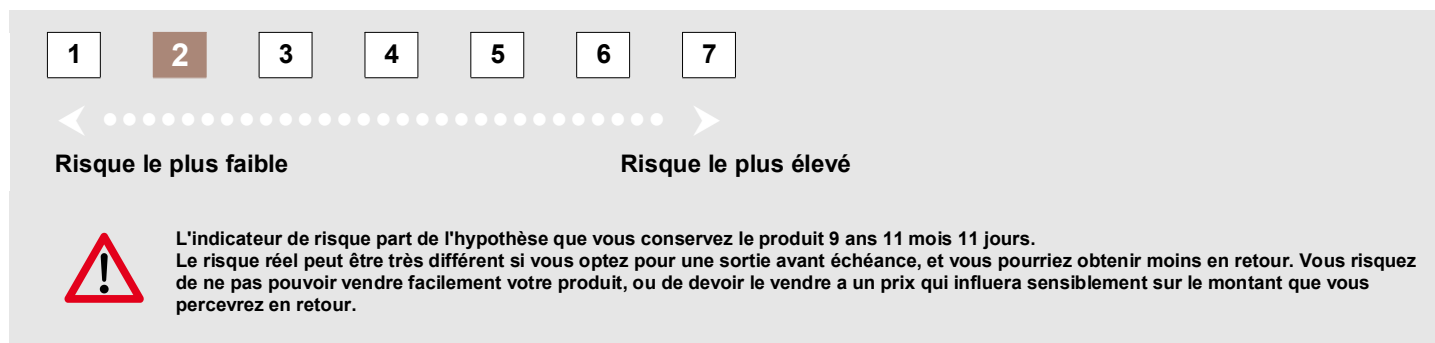 1 2 3 4 5 6 7
Risque le plus faible Risque le plus élevé
L'indicateur de risque part de l'hypothèse que vous conservez le produit 9 ans 11 mois 11 jours.
Le risque réel peut être très différent si vous optez pour une sortie avant échéance, et vous pourriez obtenir moins en retour. Vous risquez
de ne pas pouvoir vendre facilement votre produit, ou de devoir le vendre a un prix qui influera sensiblement sur le montant que vous
percevrez en retour.